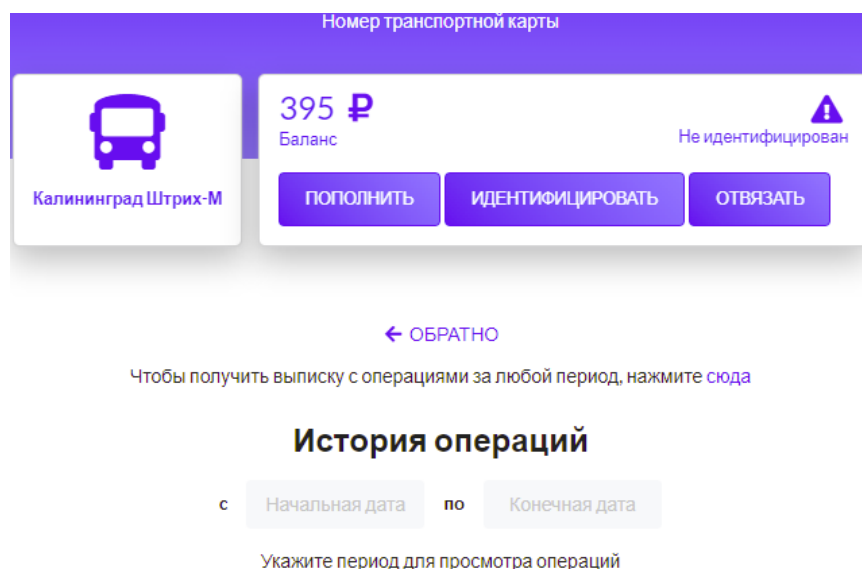 Номер транспортной карты
395 ₽
Баланс
Не идентифицирован
Калининград Штрих-М
ПОПОЛНИТЬ
ИДЕНТИФИЦИРОВАТЬ
ОТВЯЗАТЬ
← ОБРАТНО
Чтобы получить выписку с операциями за любой период, нажмите сюда
История операций
с Начальная дата по Конечная дата
Укажите период для просмотра операций